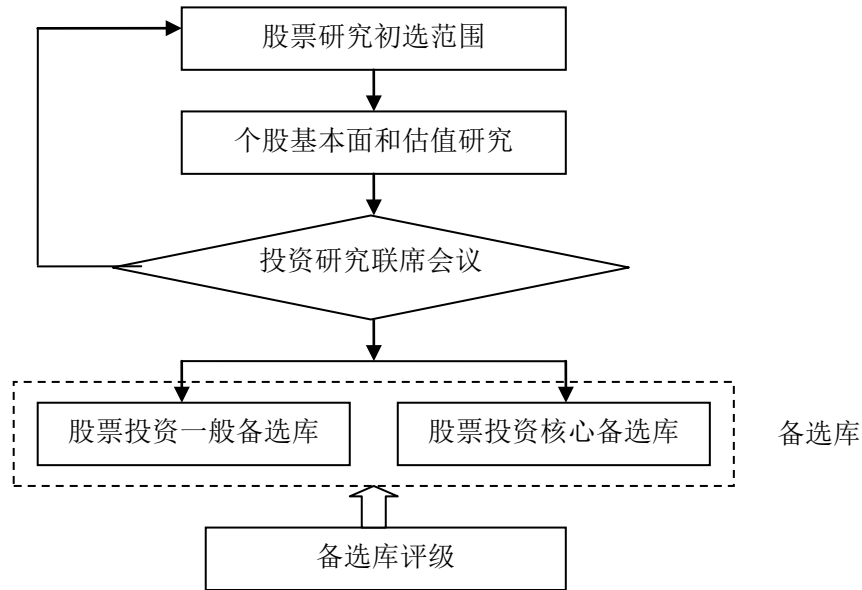 股票研究初选范围
个股基本面和估值研究
投资研究联席会议
股票投资一般备选库
股票投资核心备选库
备选库
备选库评级